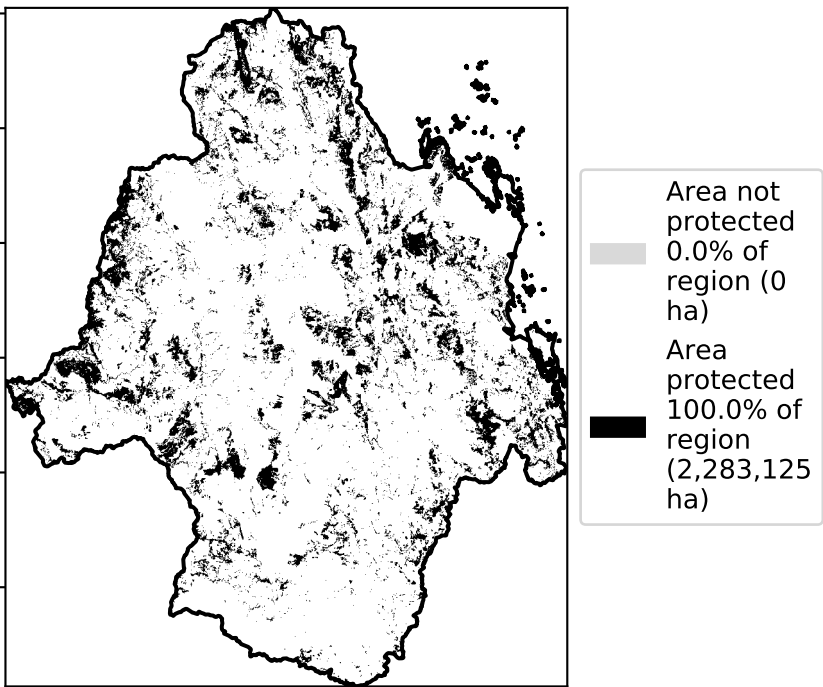 Area not
protected
0.0% of
region (0
ha)
Area
protected
100.0% of
region
(2,283,125
ha)